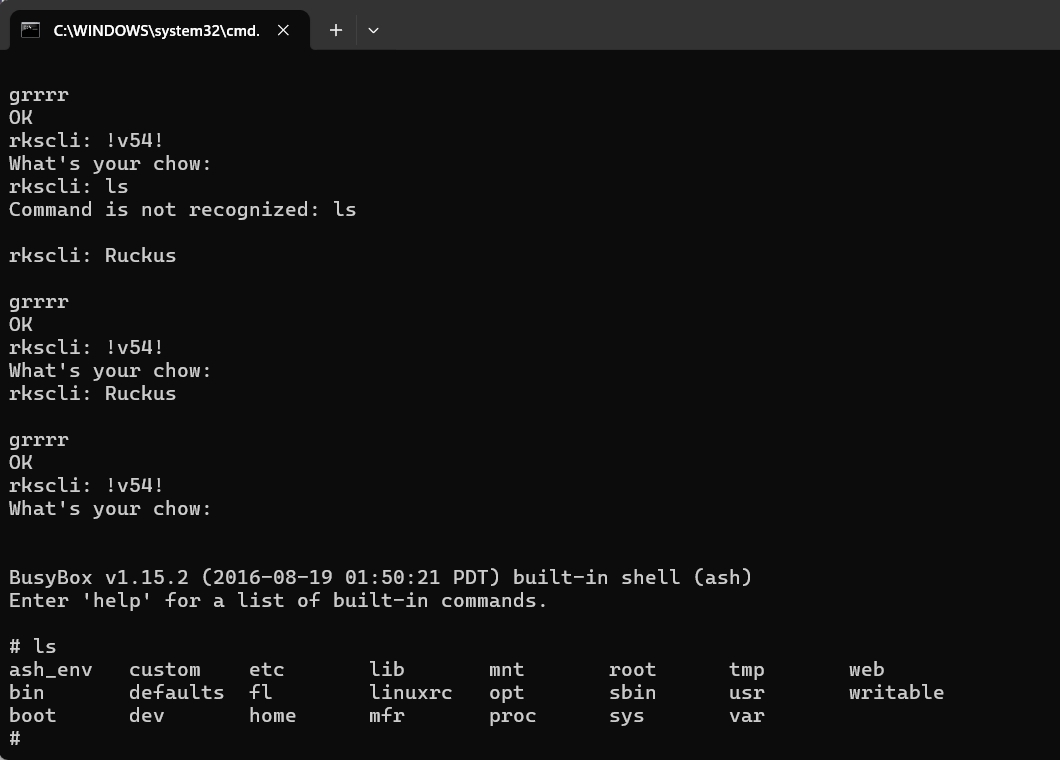 C:\WINDOWS\system32\cmd.
grrrr
OK
rkscli: !v54!
What's your chow:
rkscli: ls
Command is not recognized: ls
rkscli: Ruckus
grrrr
OK
rkscli: !v54!
What's your chow:
rkscli: Ruckus
grrrr
OK
rkscli: !v54!
What's your chow:
BusyBox v1.15.2 (2016-08-19 01:50:21 PDT) built-in shell (ash)
Enter 'help' for a list of built-in commands.
# ls
ash_env custom etc lib mnt root tmp web
bin defaults fl linuxrc opt sbin usr writable
boot dev home mfr proc sys var
#